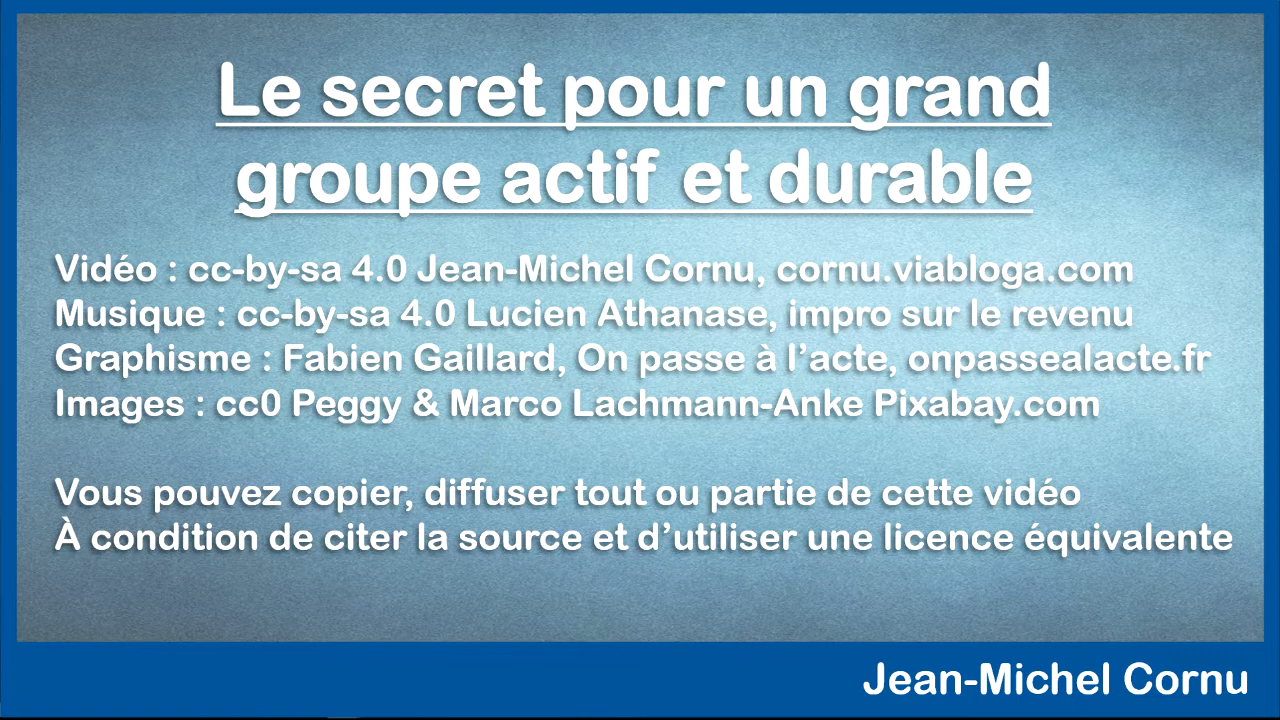 Le secret pour un grand
groupe actif et durable
Vidéo : cc-by-sa 4.0 Jean-Michel Cornu, cornu.viabloga.com
Musique : cc-by-sa 4.0 Lucien Athanase, impro sur le revenu
Graphisme : Fabien Gaillard, On passe à l’acte, onpassealacte.fr
Images : cc0 Peggy & Marco Lachmann-Anke Pixabay.com
Vous pouvez copier, diffuser tout ou partie de cette vidéo
À condition de citer la source et d’utiliser une licence équivalente
Jean-Michel Cornu